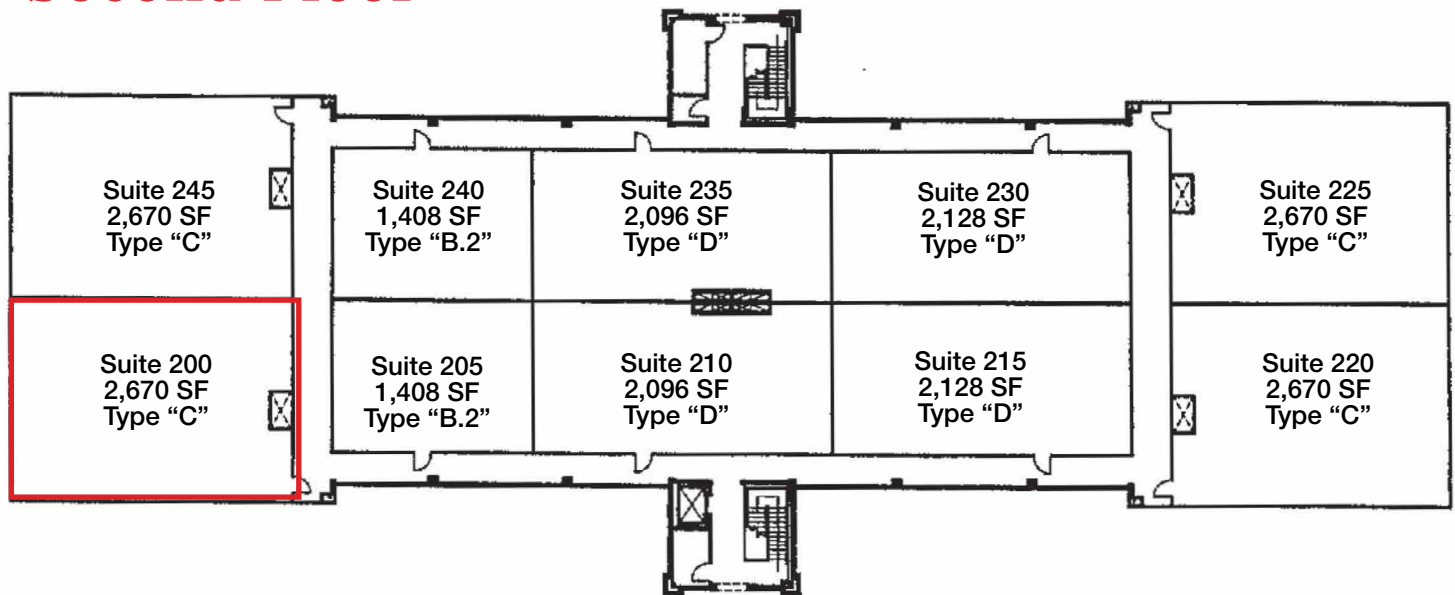 Second Floor
Suite 245
2,670 SF
Type “C”
Suite 240
1,408 SF
Type “B.2”
Suite 235
2,096 SF
Type “D”
Suite 230
2,128 SF
Type “D”
Suite 225
2,670 SF
Type “C”
Suite 200
2,670 SF
Type “C”
Suite 205
1,408 SF
Type “B.2”
Suite 210
2,096 SF
Type “D”
Suite 215
2,128 SF
Type “D”
Suite 220
2,670 SF
Type “C”